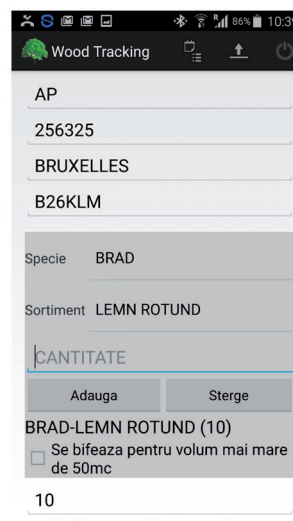 86% 10:39
Wood Tracking
AP
256325
BRUXELLES
B26KLM
Specie BRAD
Sortiment LEMN ROTUND
CANTITATE
Adauga Sterge
BRAD-LEMN ROTUND (10)
Se bifeaza pentru volum mai mare
de 50mc
10